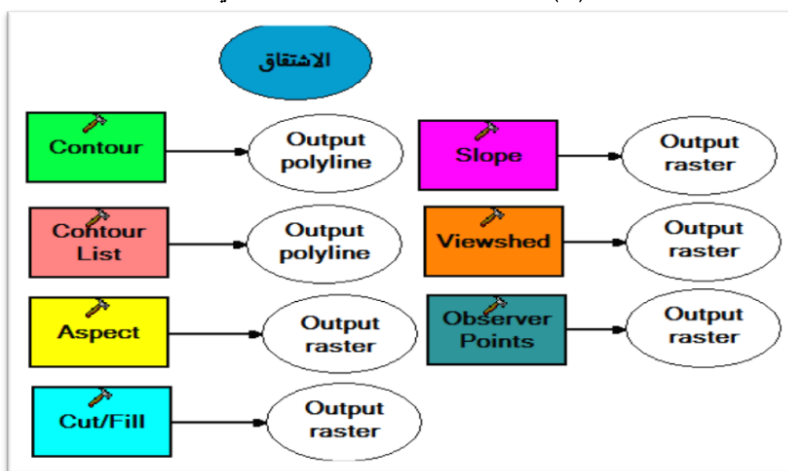 الاشتقاق
Contour
Output
polyline
Slope
Output
raster
Contour
List
Output
polyline
Viewshed
Output
raster
Aspect
Output
raster
Observer
Points
Output
raster
Cut/Fill
Output
raster